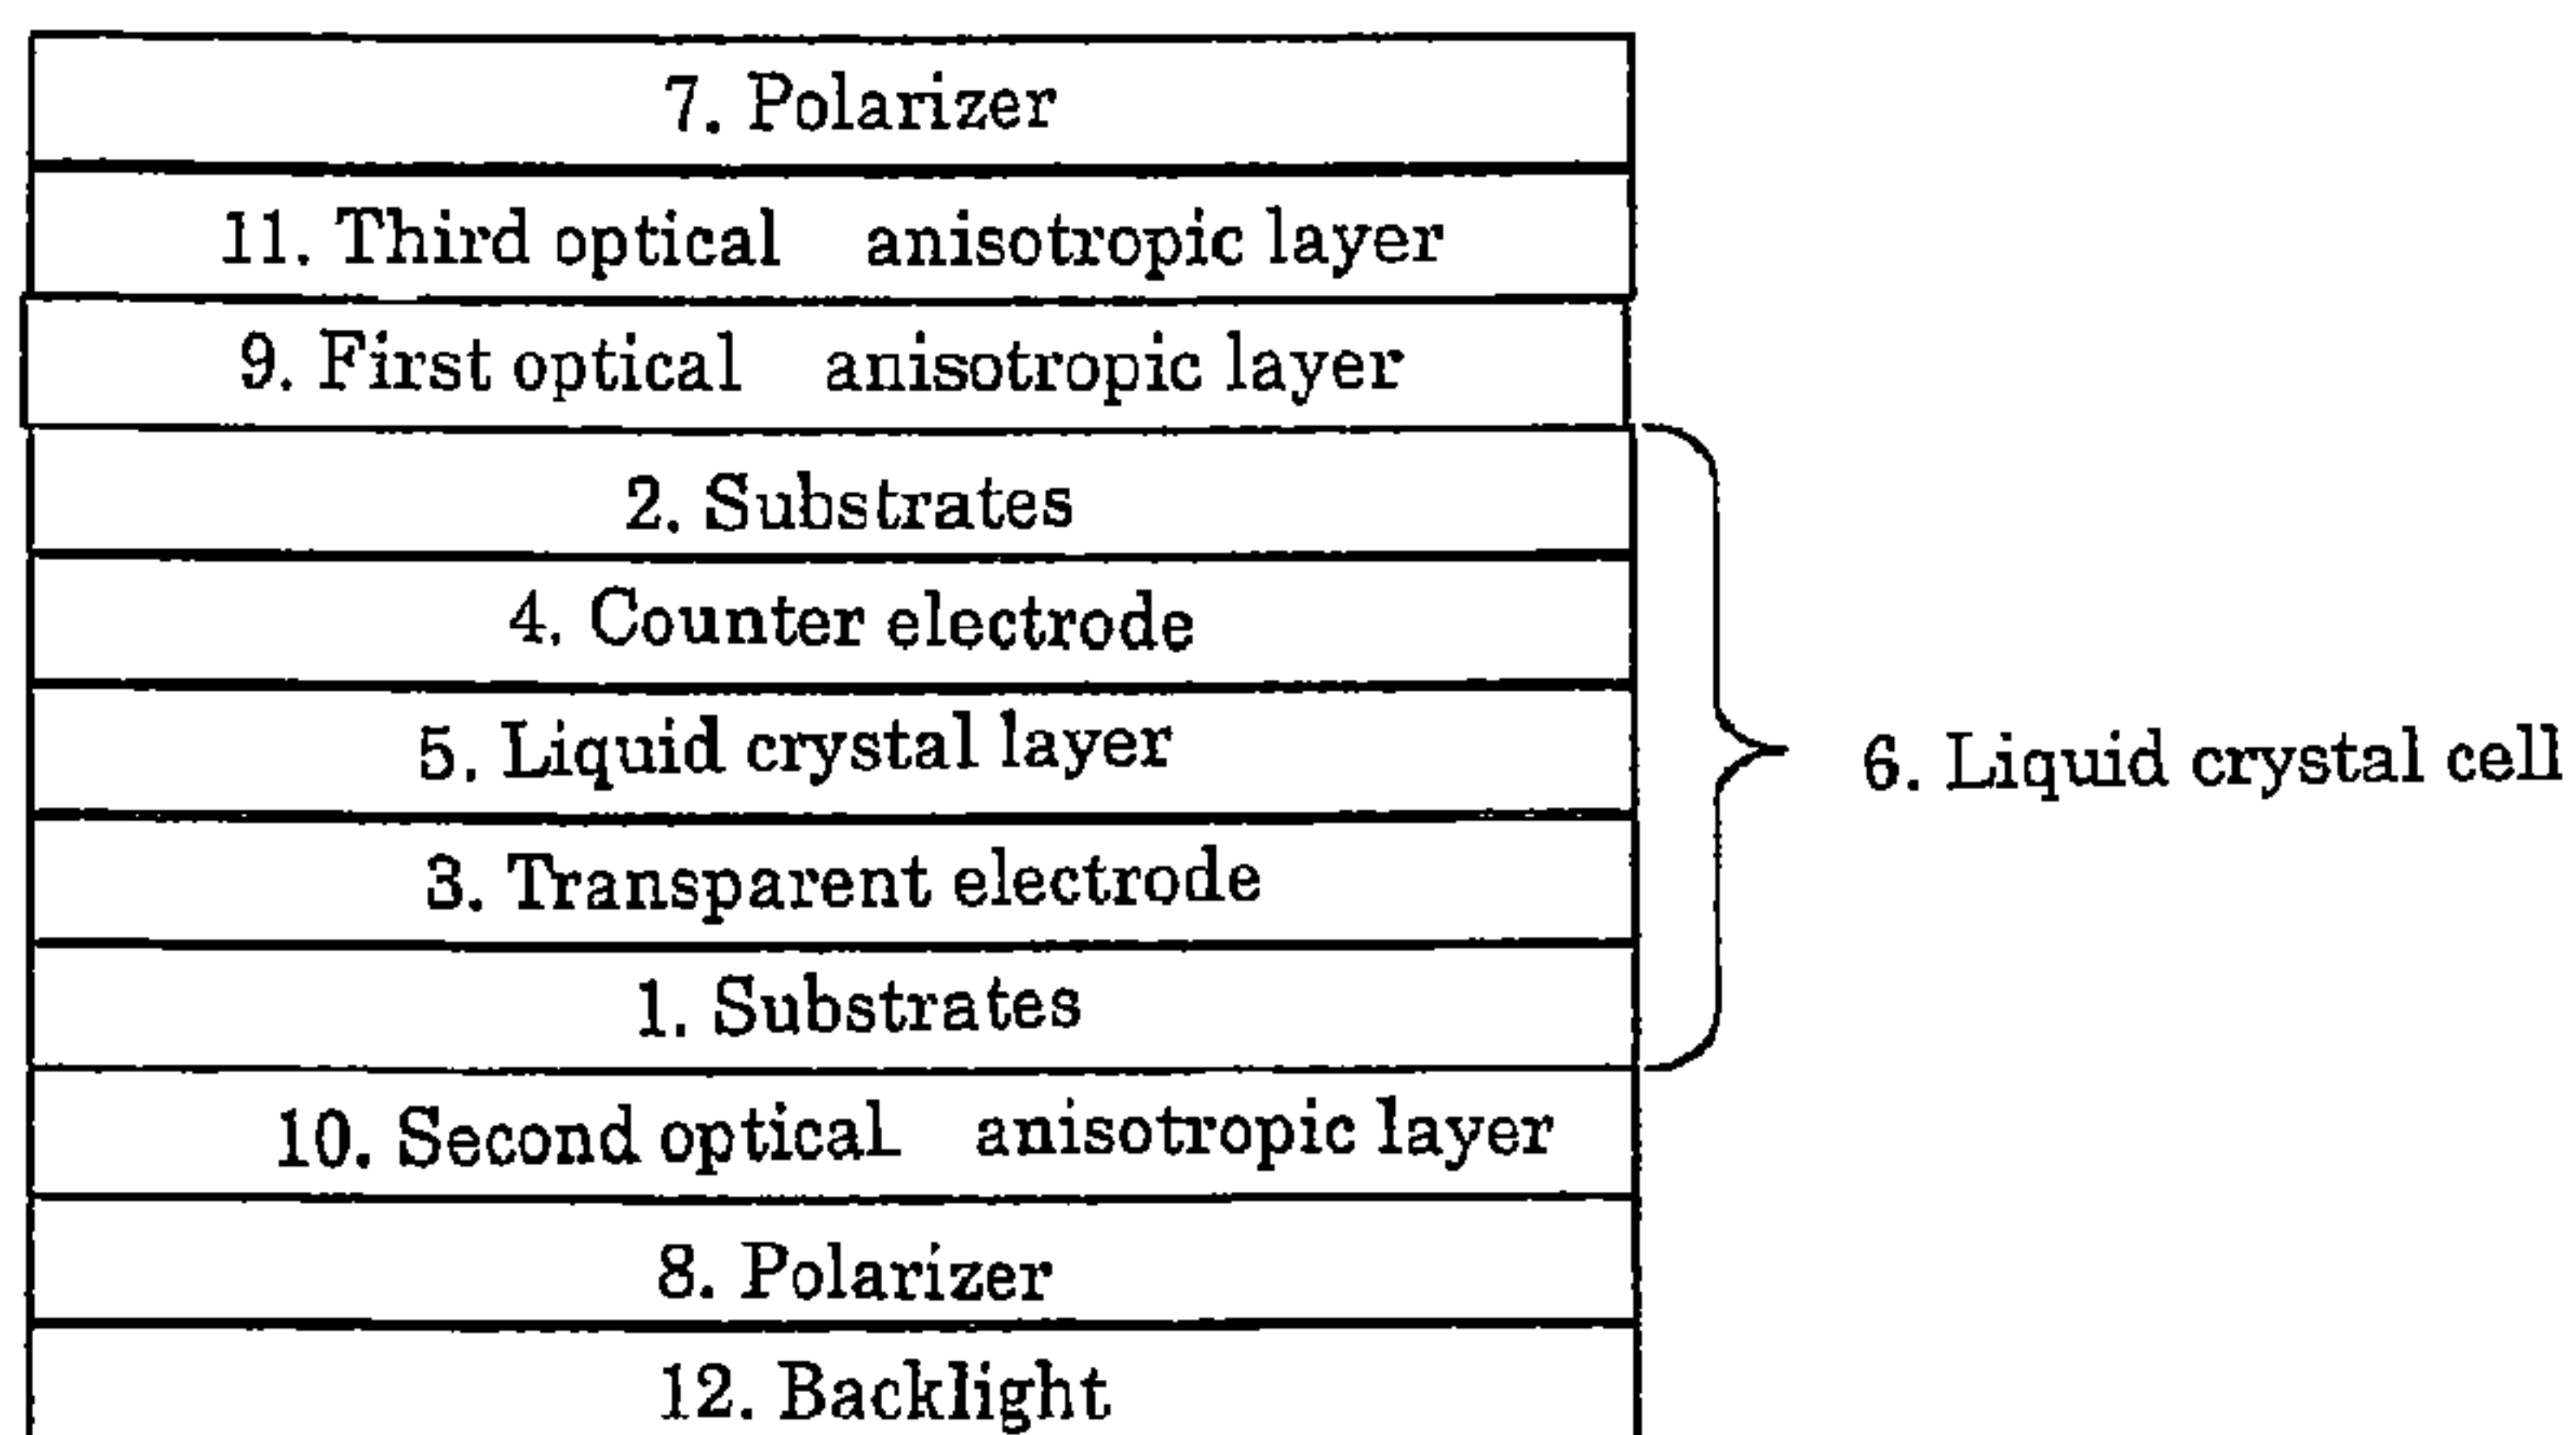 7. Polarizer
11. Third optical anisotropic layer
9. First optical anisotropic layer
2. Substrates
4. Counter electrode
5. Liquid crystal layer
6. Liquid crystal cell
3. Transparent electrode
1. Substrates
10. Second optical anisotropic layer
8. Polarizer
12. Backlight